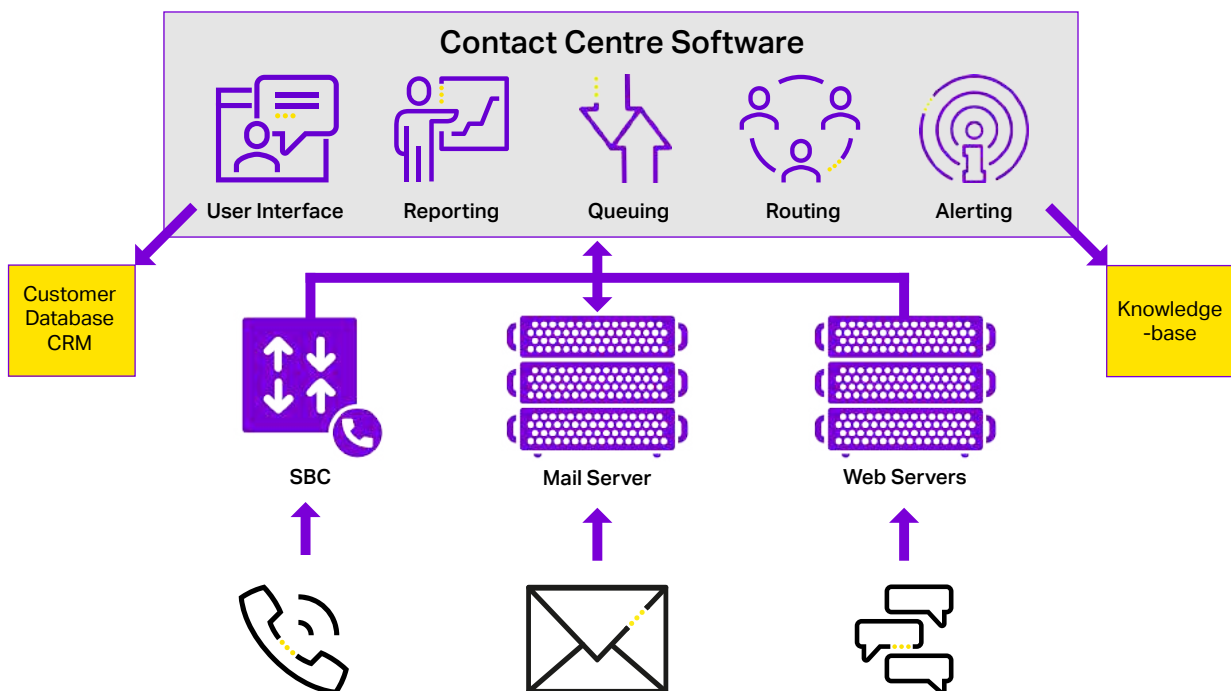 Contact Centre Software
User Interface
Reporting
Queuing
Routing
Alerting
Customer
Database
CRM
Knowledge
-base
SBC
Mail Server
Web Servers